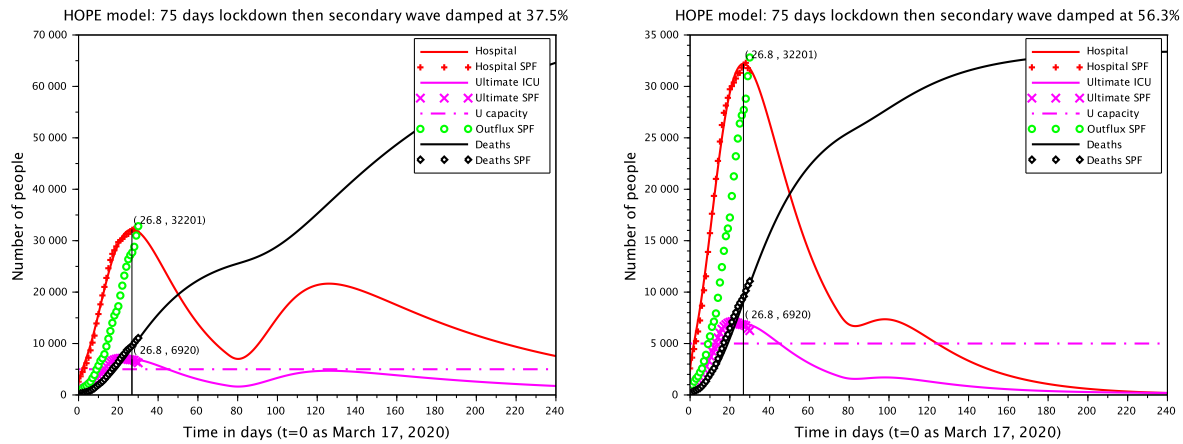 HOPE model: 75 days lockdown then secondary wave damped at 37.5%
70 000
60 000
50 000
40 000
30 000
20 000
10 000
0
Number of people
Hospital
Hospital SPF
Ultimate ICU
Ultimate SPF
U capacity
Outflux SPF
Deaths
Deaths SPF
( 26.8 , 32201)
( 26.8 , 6920)
0 20 40 60 80 100 120 140 160 180 200 220 240
Time in days (t=0 as March 17, 2020)
HOPE model: 75 days lockdown then secondary wave damped at 56.3%
35 000
30 000
25 000
20 000
15 000
10 000
5 000
0
Number of people
Hospital
Hospital SPF
Ultimate ICU
Ultimate SPF
U capacity
Outflux SPF
Deaths
Deaths SPF
( 26.8 , 32201)
( 26.8 , 6920)
0 20 40 60 80 100 120 140 160 180 200 220 240
Time in days (t=0 as March 17, 2020)